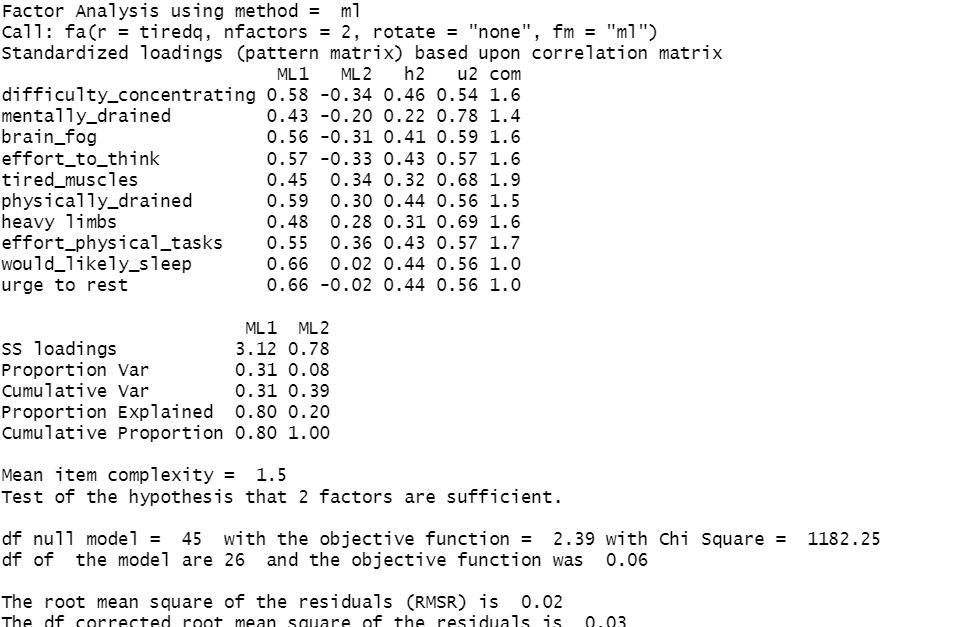 Factor Analysis using method =  ml
Call: fa(r = tiredq, nfactors = 2, rotate = "none", fm = "ml")
Standardized loadings (pattern matrix) based upon correlation matrix
                         ML1   ML2   h2   u2 com
difficulty_concentrating 0.58 -0.34 0.46 0.54 1.6
mentally_drained         0.43 -0.20 0.22 0.78 1.4
brain_fog                0.56 -0.31 0.41 0.59 1.6
effort_to_think          0.57 -0.33 0.43 0.57 1.6
tired_muscles            0.45  0.34 0.32 0.68 1.9
physically_drained       0.59  0.30 0.44 0.56 1.5
heavy limbs              0.48  0.28 0.31 0.69 1.6
effort_physical_tasks    0.55  0.36 0.43 0.57 1.7
would_likely_sleep       0.66  0.02 0.44 0.56 1.0
urge to rest             0.66 -0.02 0.44 0.56 1.0
                       ML1  ML2
SS loadings           3.12 0.78
Proportion Var        0.31 0.08
Cumulative Var        0.31 0.39
Proportion Explained  0.80 0.20
Cumulative Proportion 0.80 1.00
Mean item complexity =  1.5
Test of the hypothesis that 2 factors are sufficient.
df null model =  45  with the objective function =  2.39 with Chi Square =  1182.25
df of  the model are 26  and the objective function was  0.06
The root mean square of the residuals (RMSR) is  0.02
The df corrected root mean square of the residuals is  0.03